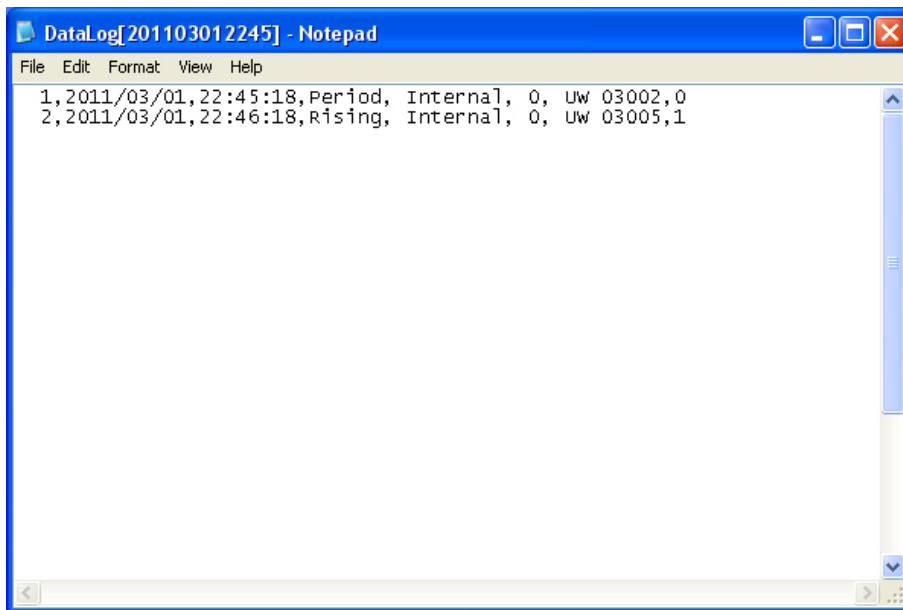 DataLog[201103012245] - Notepad
File Edit Format View Help
1,2011/03/01,22:45:18,Period, Internal, 0, UW 03002,0
2,2011/03/01,22:46:18,Rising, Internal, 0, UW 03005,1